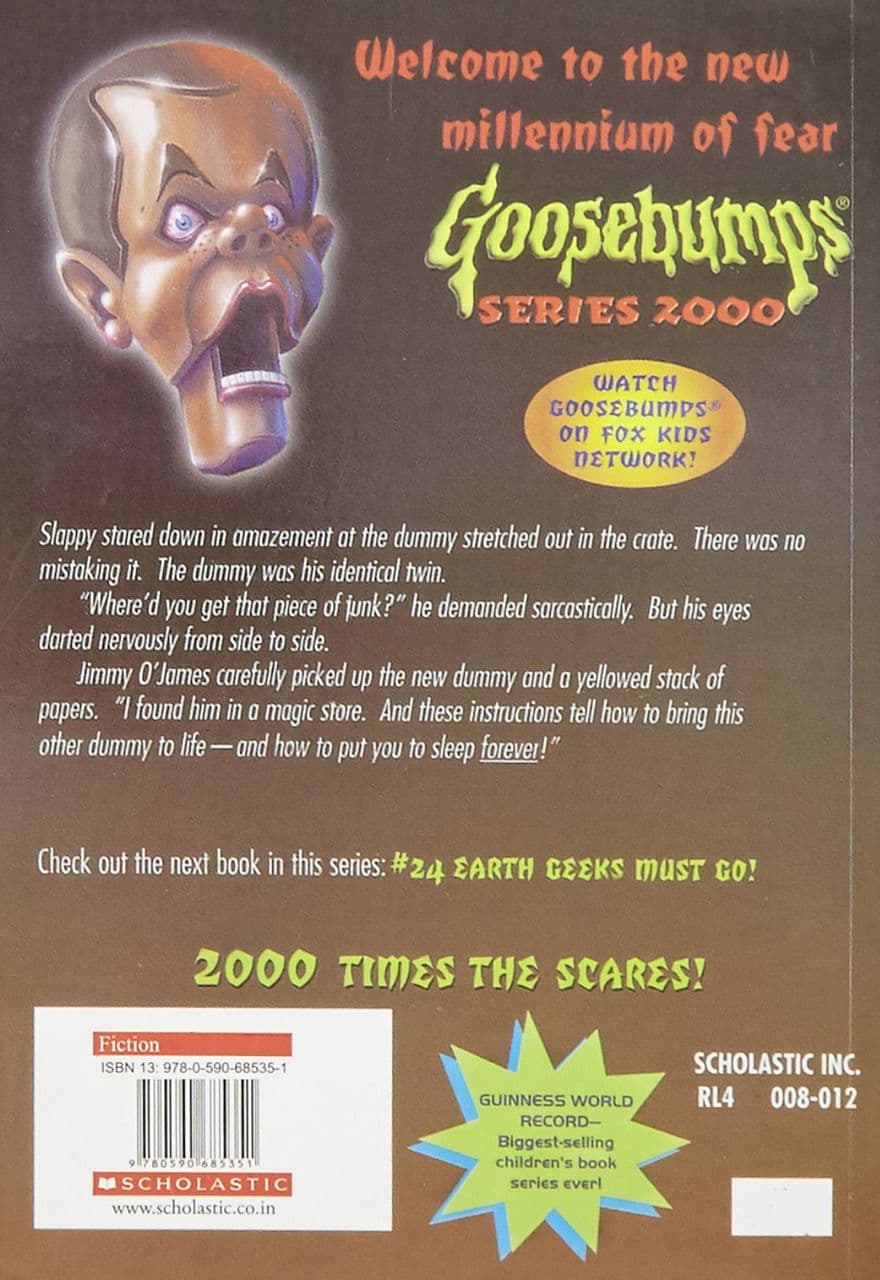 Welcome to the new
millennium of fear
Goosebumps®
SERIES 2000
WATCH
GOOSEBUMPS®
ON FOX KIDS
NETWORK!
Slappy stared down in amazement at the dummy stretched out in the crate. There was no
mistaking it. The dummy was his identical twin.
"Where'd you get that piece of junk?" he demanded sarcastically. But his eyes
darted nervously from side to side.
Jimmy O'James carefully picked up the new dummy and a yellowed stack of
papers. "I found him in a magic store. And these instructions tell how to bring this
other dummy to life — and how to put you to sleep forever!"
Check out the next book in this series: #24 EARTH GEEKS MUST GO!
2000 TIMES THE SCARES!
Fiction
ISBN 13: 978-0-590-68535-1
9 780590 685351
SCHOLASTIC
www.scholastic.co.in
GUINNESS WORLD
RECORD—
Biggest-selling
children's book
series ever!
SCHOLASTIC INC.
RL4 008-012